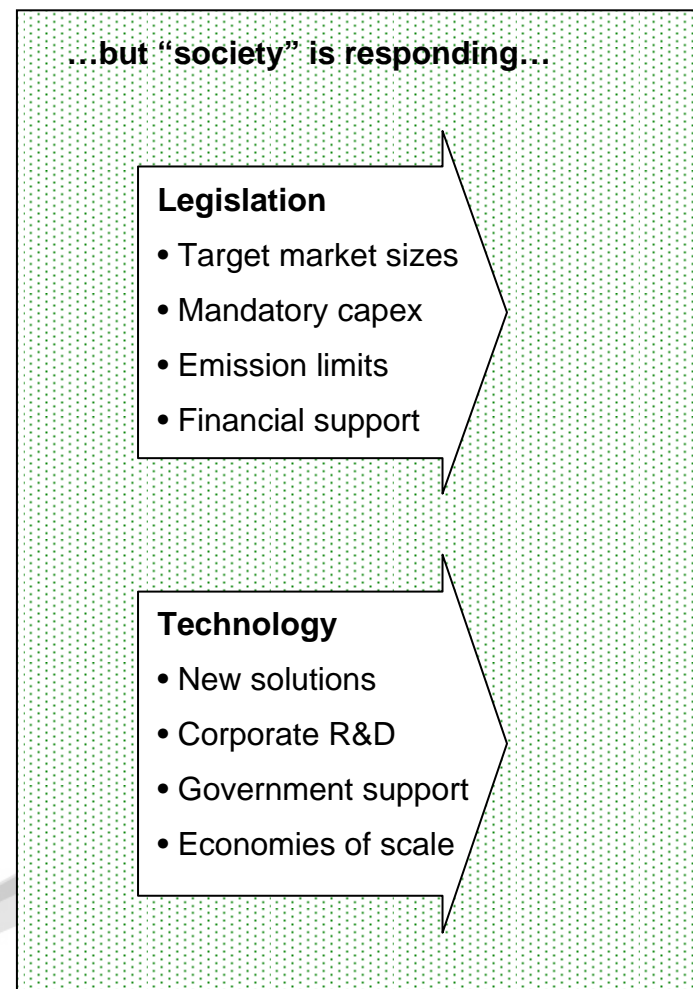 …but “society” is responding…
Legislation
• Target market sizes
• Mandatory capex
• Emission limits
• Financial support
Technology
• New solutions
• Corporate R&D
• Government support
• Economies of scale